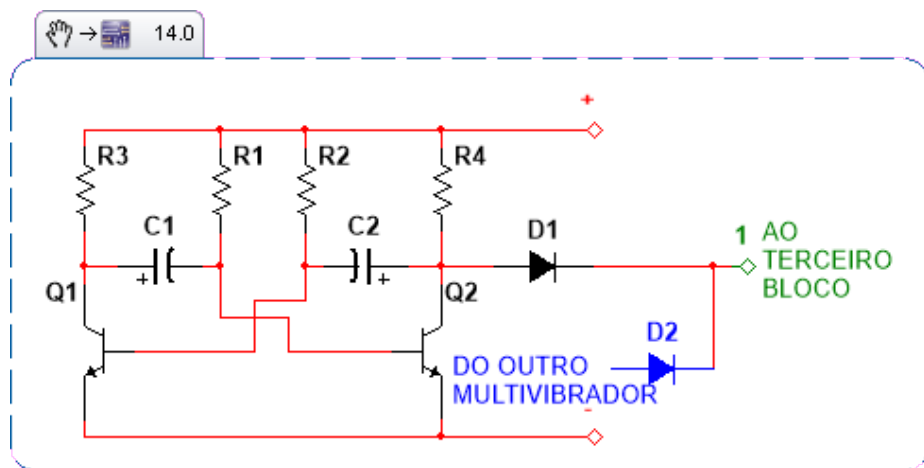 14.0
+
R3
R1
R2
R4
C1
+
C2
+
D1
1 AO
TERCEIRO
BLOCO
Q1
Q2
D2
DO OUTRO
MULTIVIBRADOR
-